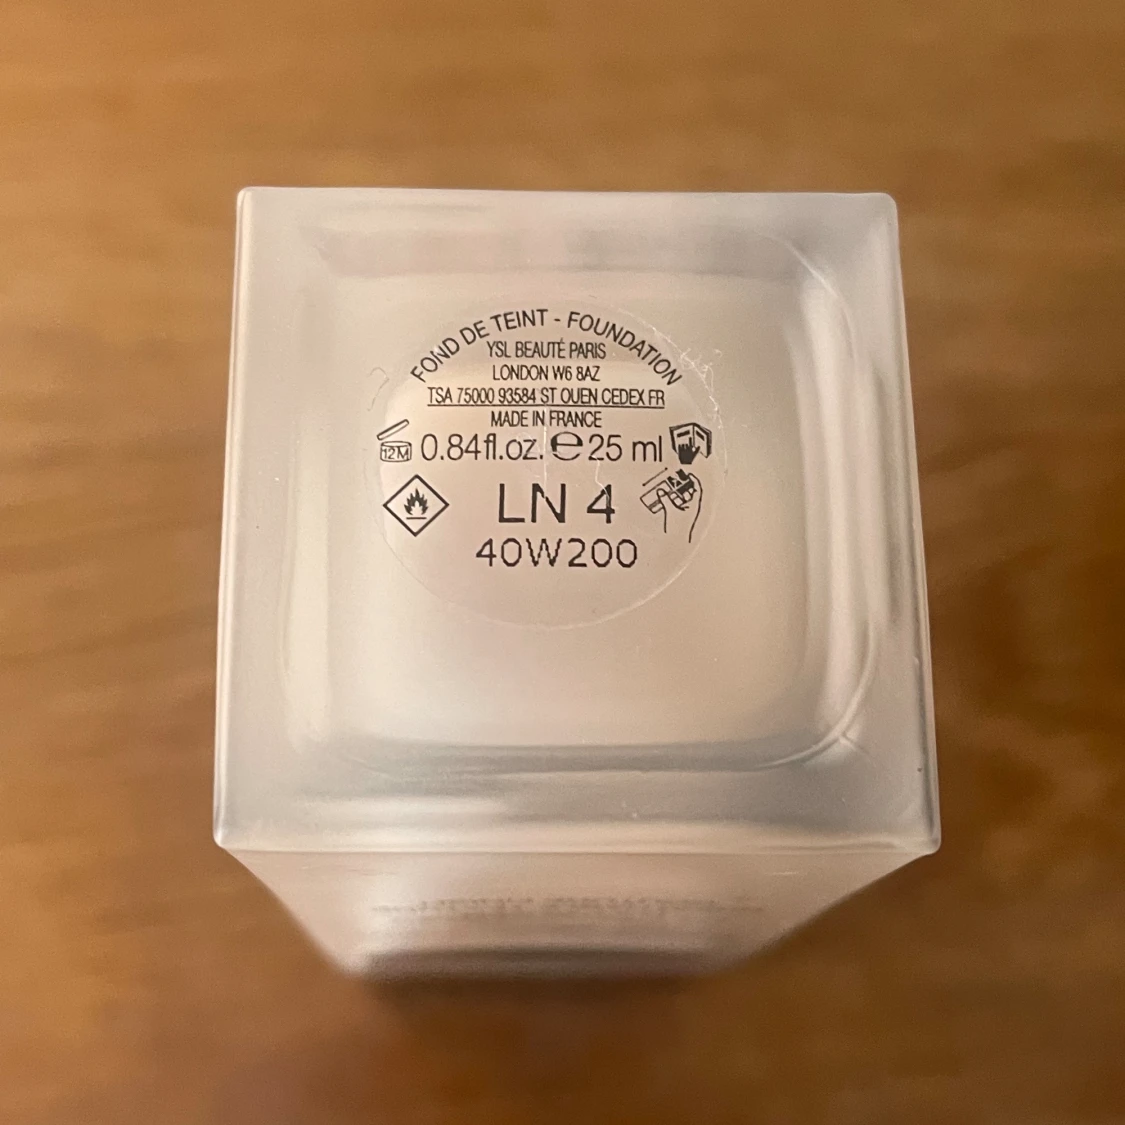 FOND DE TEINT - FOUNDATION
YSL BEAUTÉ PARIS
LONDON W6 8AZ
TSA 75000 93584 ST OUEN CEDEX FR
MADE IN FRANCE
12M 0.84fl.oz. ℮ 25 ml
LN 4
40W200